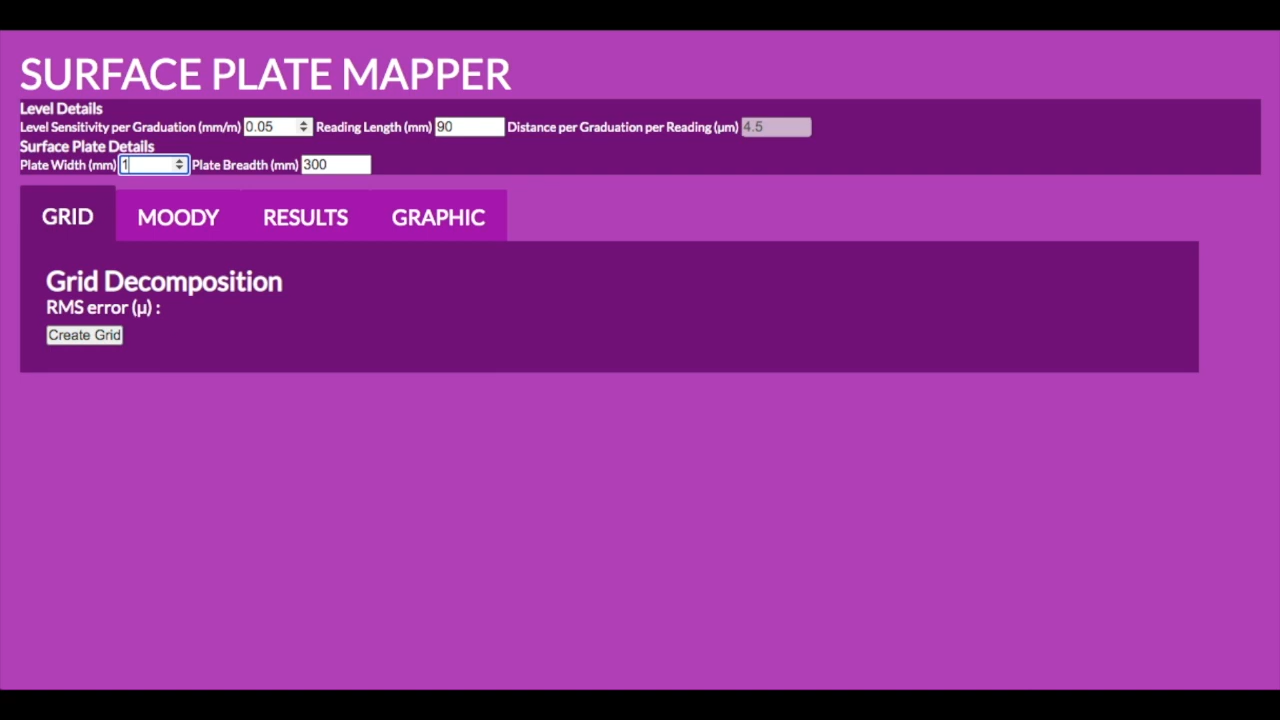 SURFACE PLATE MAPPER
Level Details
Level Sensitivity per Graduation (mm/m) 0.05 Reading Length (mm) 90 Distance per Graduation per Reading (μm) 4.5
Surface Plate Details
Plate Width (mm) 1 Plate Breadth (mm) 300
GRID MOODY RESULTS GRAPHIC
Grid Decomposition
RMS error (μ) :
Create Grid